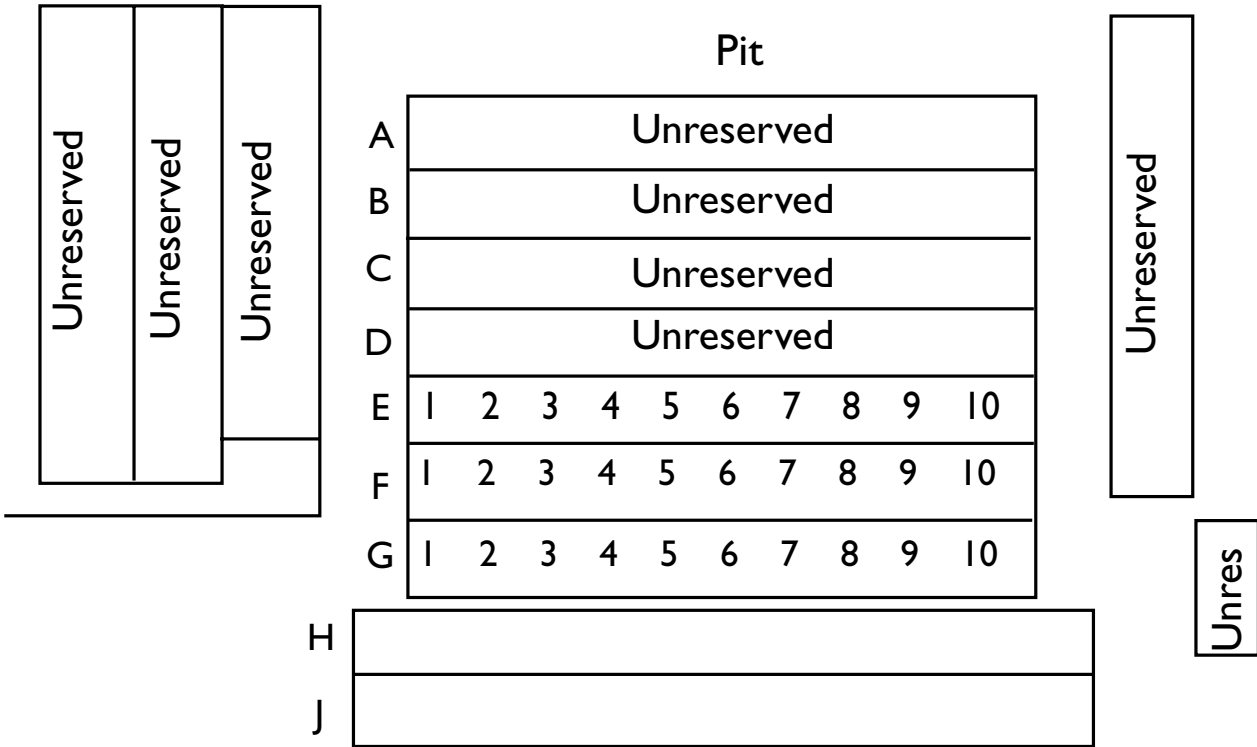 Pit
Unreserved
Unreserved
Unreserved
A Unreserved
B Unreserved
C Unreserved
D Unreserved
E 1 2 3 4 5 6 7 8 9 10
F 1 2 3 4 5 6 7 8 9 10
G 1 2 3 4 5 6 7 8 9 10
H
J
Unreserved
Unres